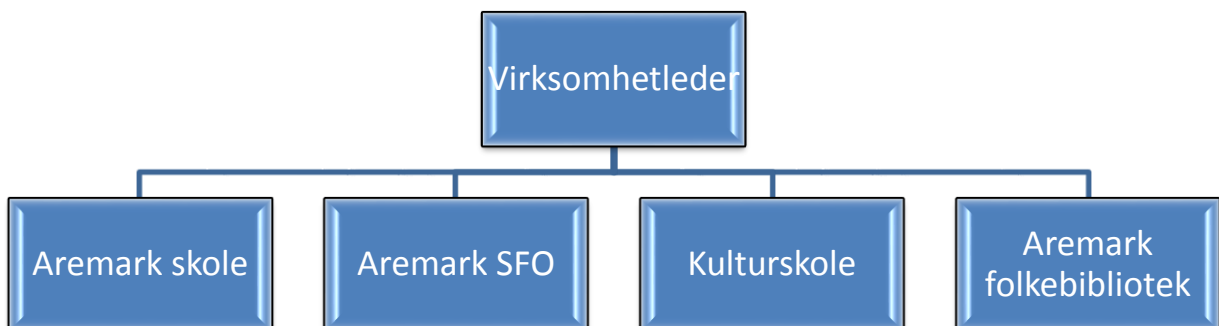 Virksomhetleder
Aremark skole
Aremark SFO
Kulturskole
Aremark
folkebibliotek